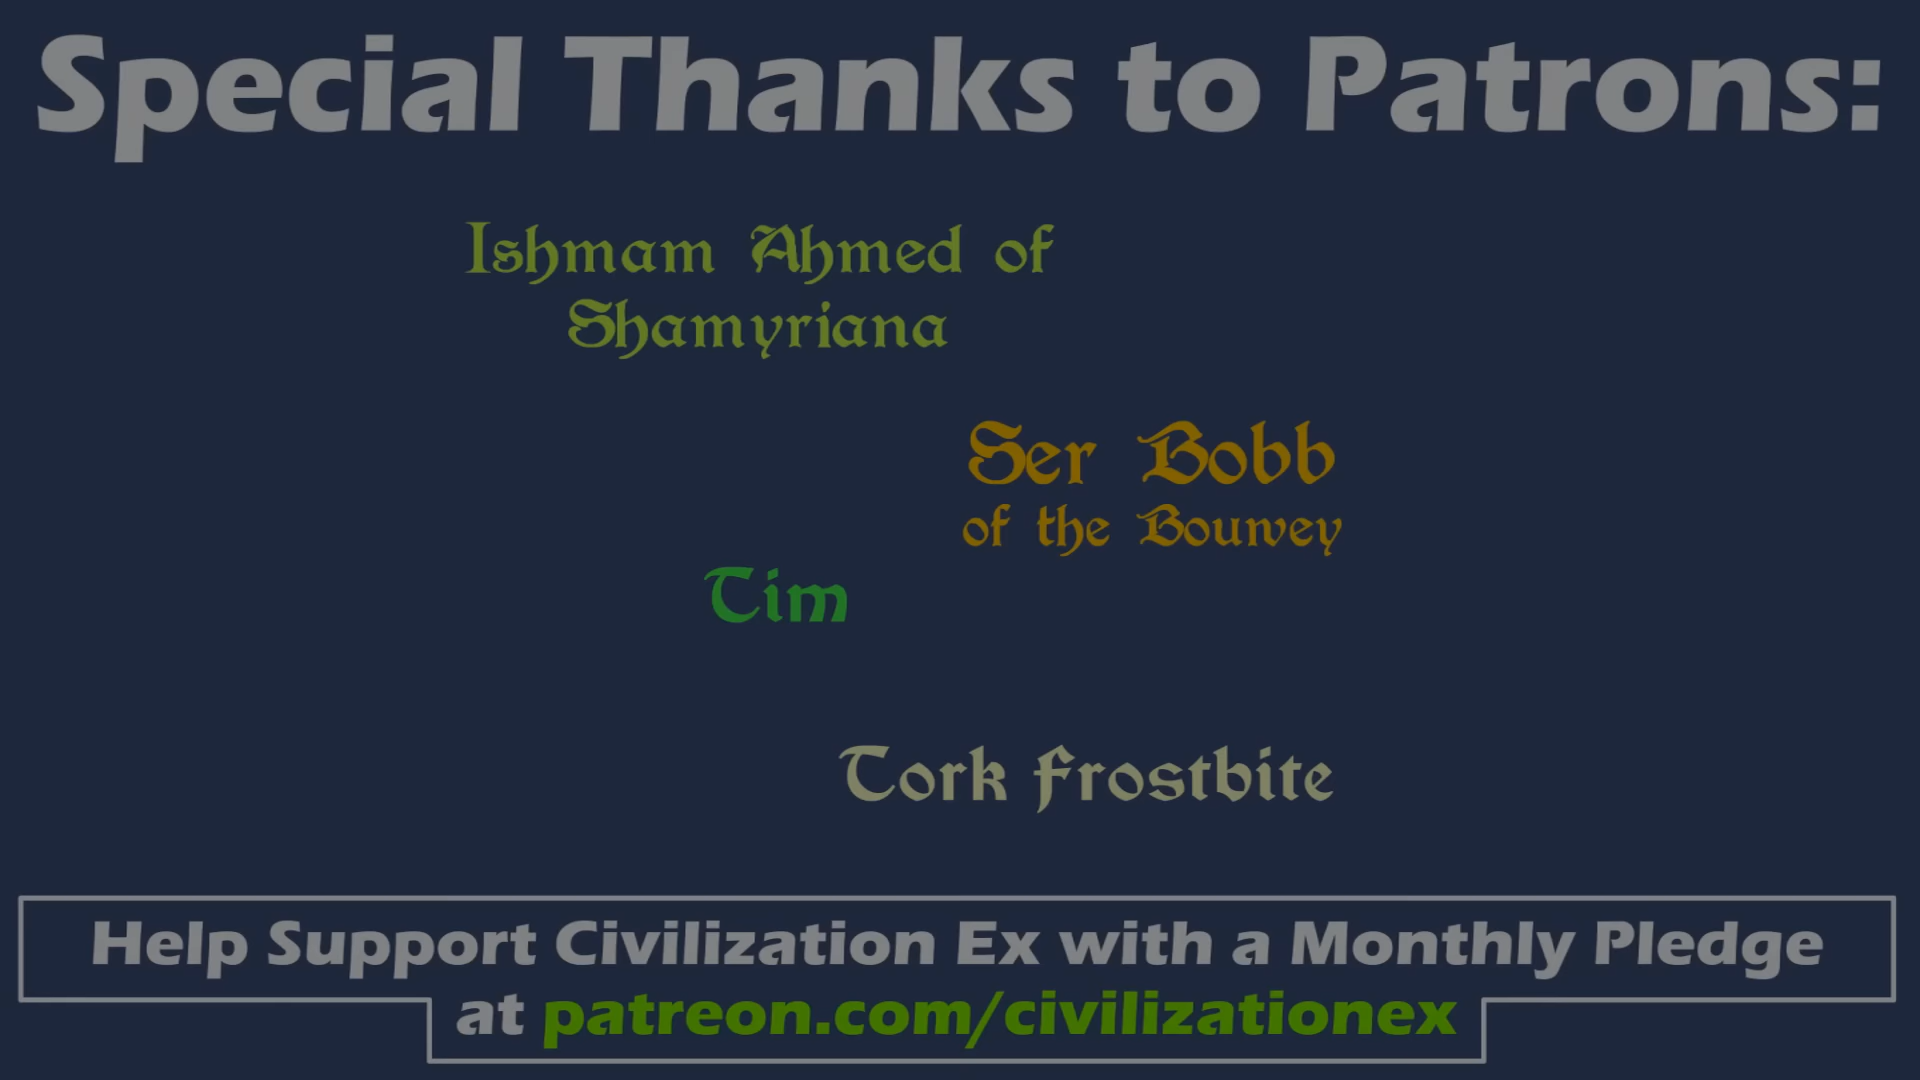 Special Thanks to Patrons:
Ishmam Ahmed of
Shamyriana
Ser Bobb
of the Bouvey
Tim
Tork Frostbite
Help Support Civilization Ex with a Monthly Pledge
at patreon.com/civilizationex